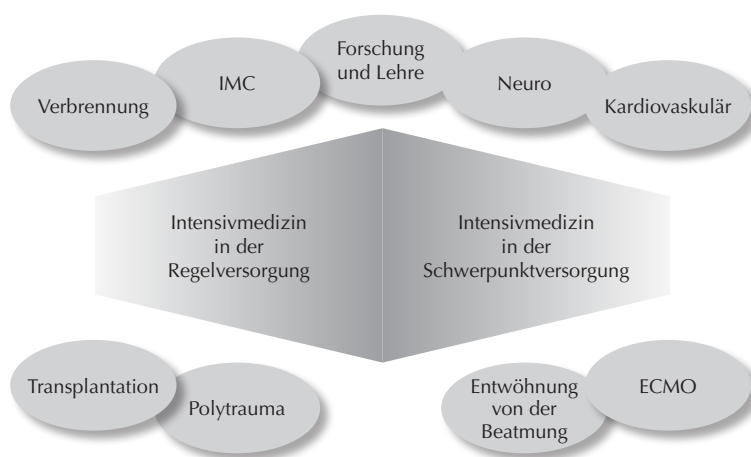 Verbrennung
IMC
Forschung
und Lehre
Neuro
Kardiovaskulär
Intensivmedizin
in der
Regelversorgung
Intensivmedizin
in der
Schwerpunktversorgung
Transplantation
Polytrauma
Entwöhnung
von der
Beatmung
ECMO